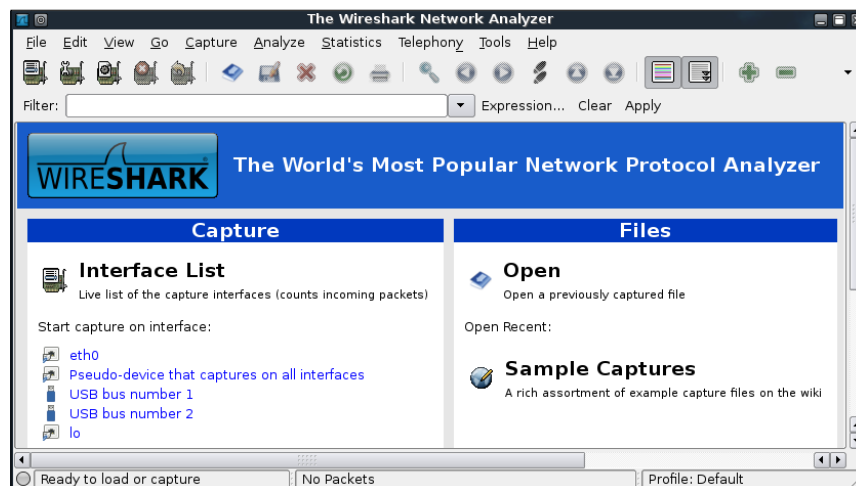 The Wireshark Network Analyzer
File Edit View Go Capture Analyze Statistics Telephony Tools Help
Filter: Expression... Clear Apply
WIRESHARK The World's Most Popular Network Protocol Analyzer
Capture
Interface List
Live list of the capture interfaces (counts incoming packets)
Start capture on interface:
eth0
Pseudo-device that captures on all interfaces
USB bus number 1
USB bus number 2
lo
Files
Open
Open a previously captured file
Open Recent:
Sample Captures
A rich assortment of example capture files on the wiki
Ready to load or capture No Packets Profile: Default